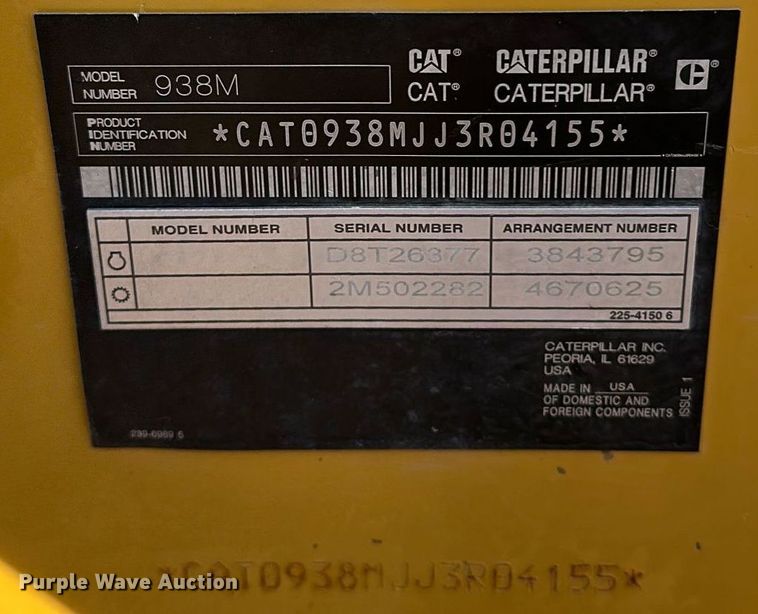 CAT® CATERPILLAR®
CAT® CATERPILLAR® ®
MODEL NUMBER 938M
PRODUCT IDENTIFICATION NUMBER *CAT0938MJJ3R04155*
MODEL NUMBER SERIAL NUMBER ARRANGEMENT NUMBER
D8T26377 3843795
2M502282 4670625
225-4150 6
CATERPILLAR INC.
PEORIA, IL 61629
USA
MADE IN USA
OF DOMESTIC AND
FOREIGN COMPONENTS
ISSUE 1
239-0969 5
*CAT0938MJJ3R04155*
Purple Wave Auction